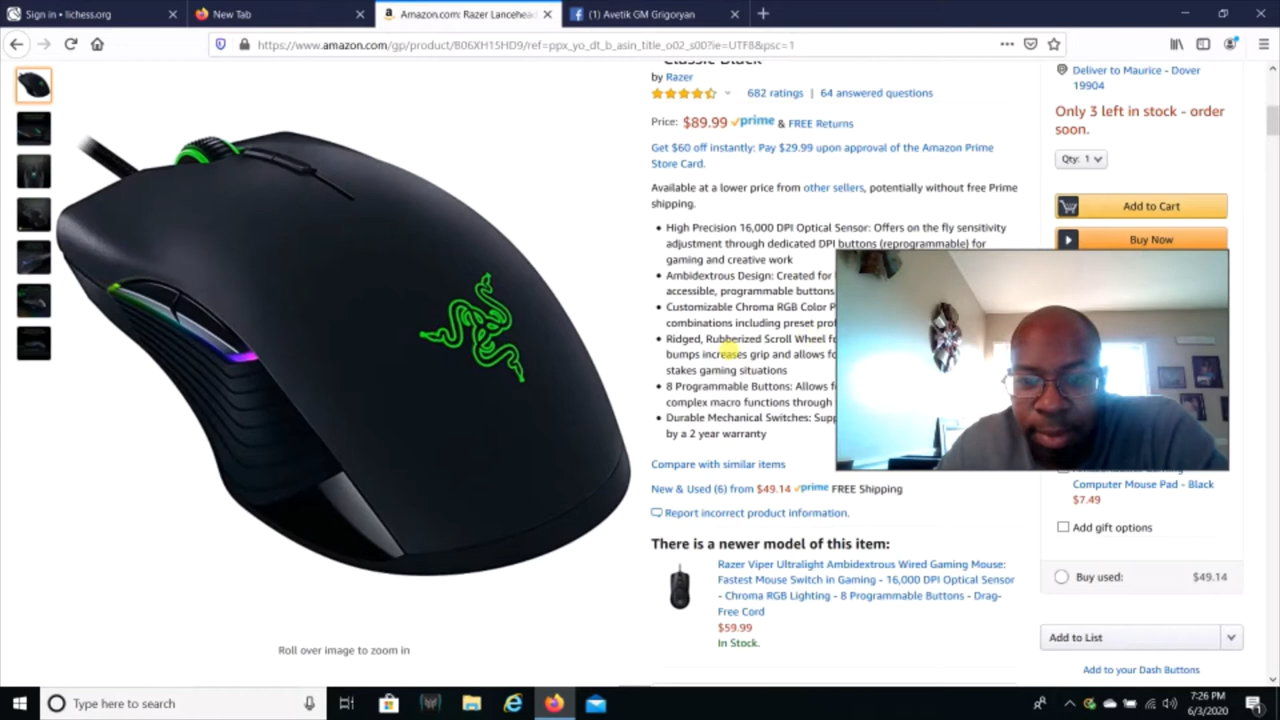 Sign in • lichess.org
New Tab
Amazon.com: Razer Lancehead
(1) Avetik GM Grigoryan
https://www.amazon.com/gp/product/B06XH15HD9/ref=ppx_yo_dt_b_asin_title_o02_s00?ie=UTF8&psc=1
Classic Black
by Razer
682 ratings | 64 answered questions
Price: $89.99 prime & FREE Returns
Get $60 off instantly: Pay $29.99 upon approval of the Amazon Prime
Store Card.
Available at a lower price from other sellers, potentially without free Prime
shipping.
• High Precision 16,000 DPI Optical Sensor: Offers on the fly sensitivity
adjustment through dedicated DPI buttons (reprogrammable) for
gaming and creative work
• Ambidextrous Design: Created for
accessible, programmable buttons
• Customizable Chroma RGB Color P
combinations including preset prof
• Ridged, Rubberized Scroll Wheel f
bumps increases grip and allows fo
stakes gaming situations
• 8 Programmable Buttons: Allows f
complex macro functions through
• Durable Mechanical Switches: Supp
by a 2 year warranty
Compare with similar items
New & Used (6) from $49.14 prime FREE Shipping
Report incorrect product information.
There is a newer model of this item:
Razer Viper Ultralight Ambidextrous Wired Gaming Mouse:
Fastest Mouse Switch in Gaming - 16,000 DPI Optical Sensor
- Chroma RGB Lighting - 8 Programmable Buttons - Drag-
Free Cord
$59.99
In Stock.
Roll over image to zoom in
Deliver to Maurice - Dover
19904
Only 3 left in stock - order
soon.
Qty: 1
Add to Cart
Buy Now
Computer Mouse Pad - Black
$7.49
Add gift options
Buy used: $49.14
Add to List
Add to your Dash Buttons
Type here to search
7:26 PM
6/3/2020